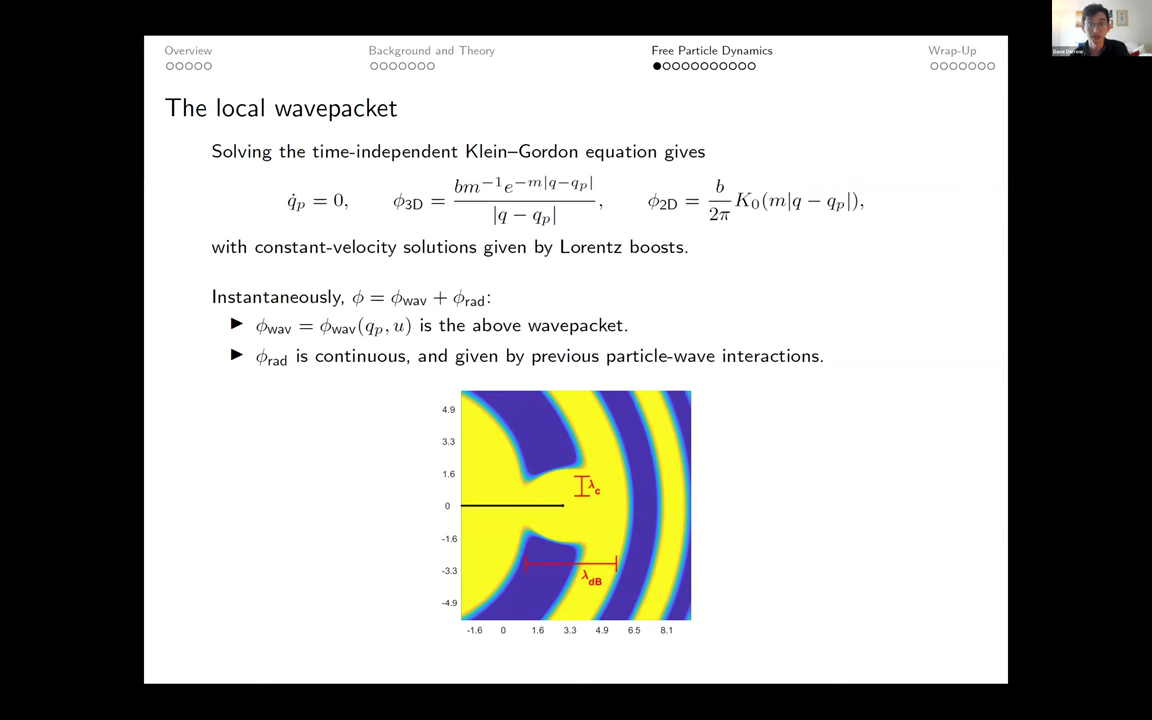 Overview
Background and Theory
Free Particle Dynamics
Wrap-Up
The local wavepacket
Solving the time-independent Klein–Gordon equation gives
q̇_p = 0, ϕ_3D = bm^{-1}e^{-m|q-q_p|} / |q - q_p|, ϕ_2D = b/2π K_0(m|q - q_p|),
with constant-velocity solutions given by Lorentz boosts.
Instantaneously, ϕ = ϕ_wav + ϕ_rad:
▶ ϕ_wav = ϕ_wav(q_p, u) is the above wavepacket.
▶ ϕ_rad is continuous, and given by previous particle-wave interactions.
4.9
3.3
1.6
0
-1.6
-3.3
-4.9
λ_c
λ_dB
-1.6 0 1.6 3.3 4.9 6.5 8.1
Dave Darrow